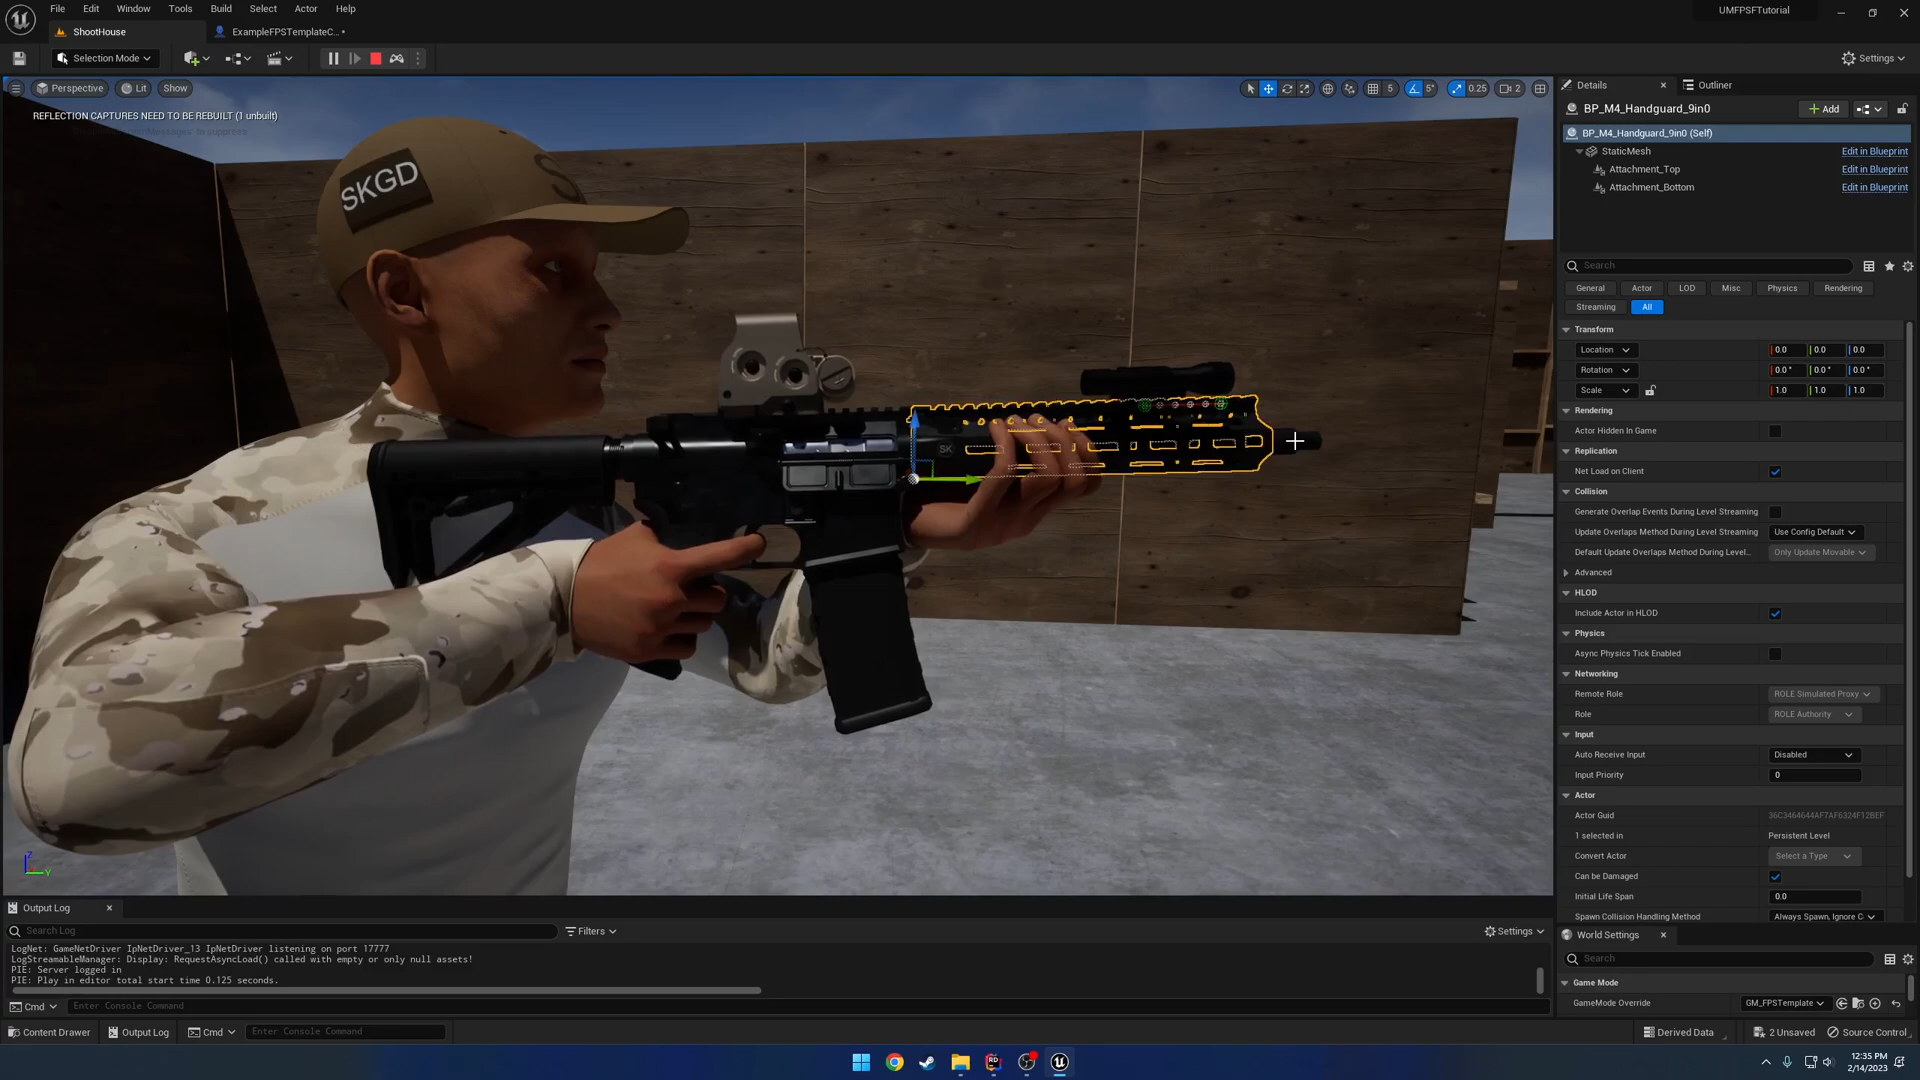 File Edit View Tools Build Select Actor Help
UMFPSFTutorial
ShootHouse
ExampleFPSTemplateC...•
Selection Mode
Settings
Perspective Lit Show
5 5° 0.25 2
REFLECTION CAPTURES NEED TO BE REBUILT (1 unbuilt)
SKGD
SK
Details Outliner
BP_M4_Handguard_9in0
Add
BP_M4_Handguard_9in0 (Self)
StaticMesh Edit in Blueprint
Attachment_Top Edit in Blueprint
Attachment_Bottom Edit in Blueprint
Search
General Actor LOD Misc Physics Rendering
Streaming All
Transform
Location 0.0 0.0 0.0
Rotation 0.0 ° 0.0 ° 0.0 °
Scale 1.0 1.0 1.0
Rendering
Actor Hidden In Game
Replication
Net Load on Client
Collision
Generate Overlap Events During Level Streaming
Update Overlaps Method During Level Streaming Use Config Default
Default Update Overlaps Method During Level... Only Update Movable
Advanced
HLOD
Include Actor in HLOD
Physics
Async Physics Tick Enabled
Networking
Remote Role ROLE Simulated Proxy
Role ROLE Authority
Input
Auto Receive Input Disabled
Input Priority 0
Actor
Actor Guid 36C3464644AF7AF6324F12BEF
1 selected in Persistent Level
Convert Actor Select a Type
Can be Damaged
Initial Life Span 0.0
Spawn Collision Handling Method Always Spawn, Ignore C
World Settings
Search
Game Mode
GameMode Override GM_FPSTemplate
Z
Y
Output Log
Search Log
Filters
Settings
LogNet: GameNetDriver IpNetDriver_13 IpNetDriver listening on port 17777
LogStreamableManager: Display: RequestAsyncLoad() called with empty or only null assets!
PIE: Server logged in
PIE: Play in editor total start time 0.125 seconds.
Cmd Enter Console Command
Content Drawer Output Log Cmd Enter Console Command
Derived Data 2 Unsaved Source Control
RD
12:35 PM
2/14/2023